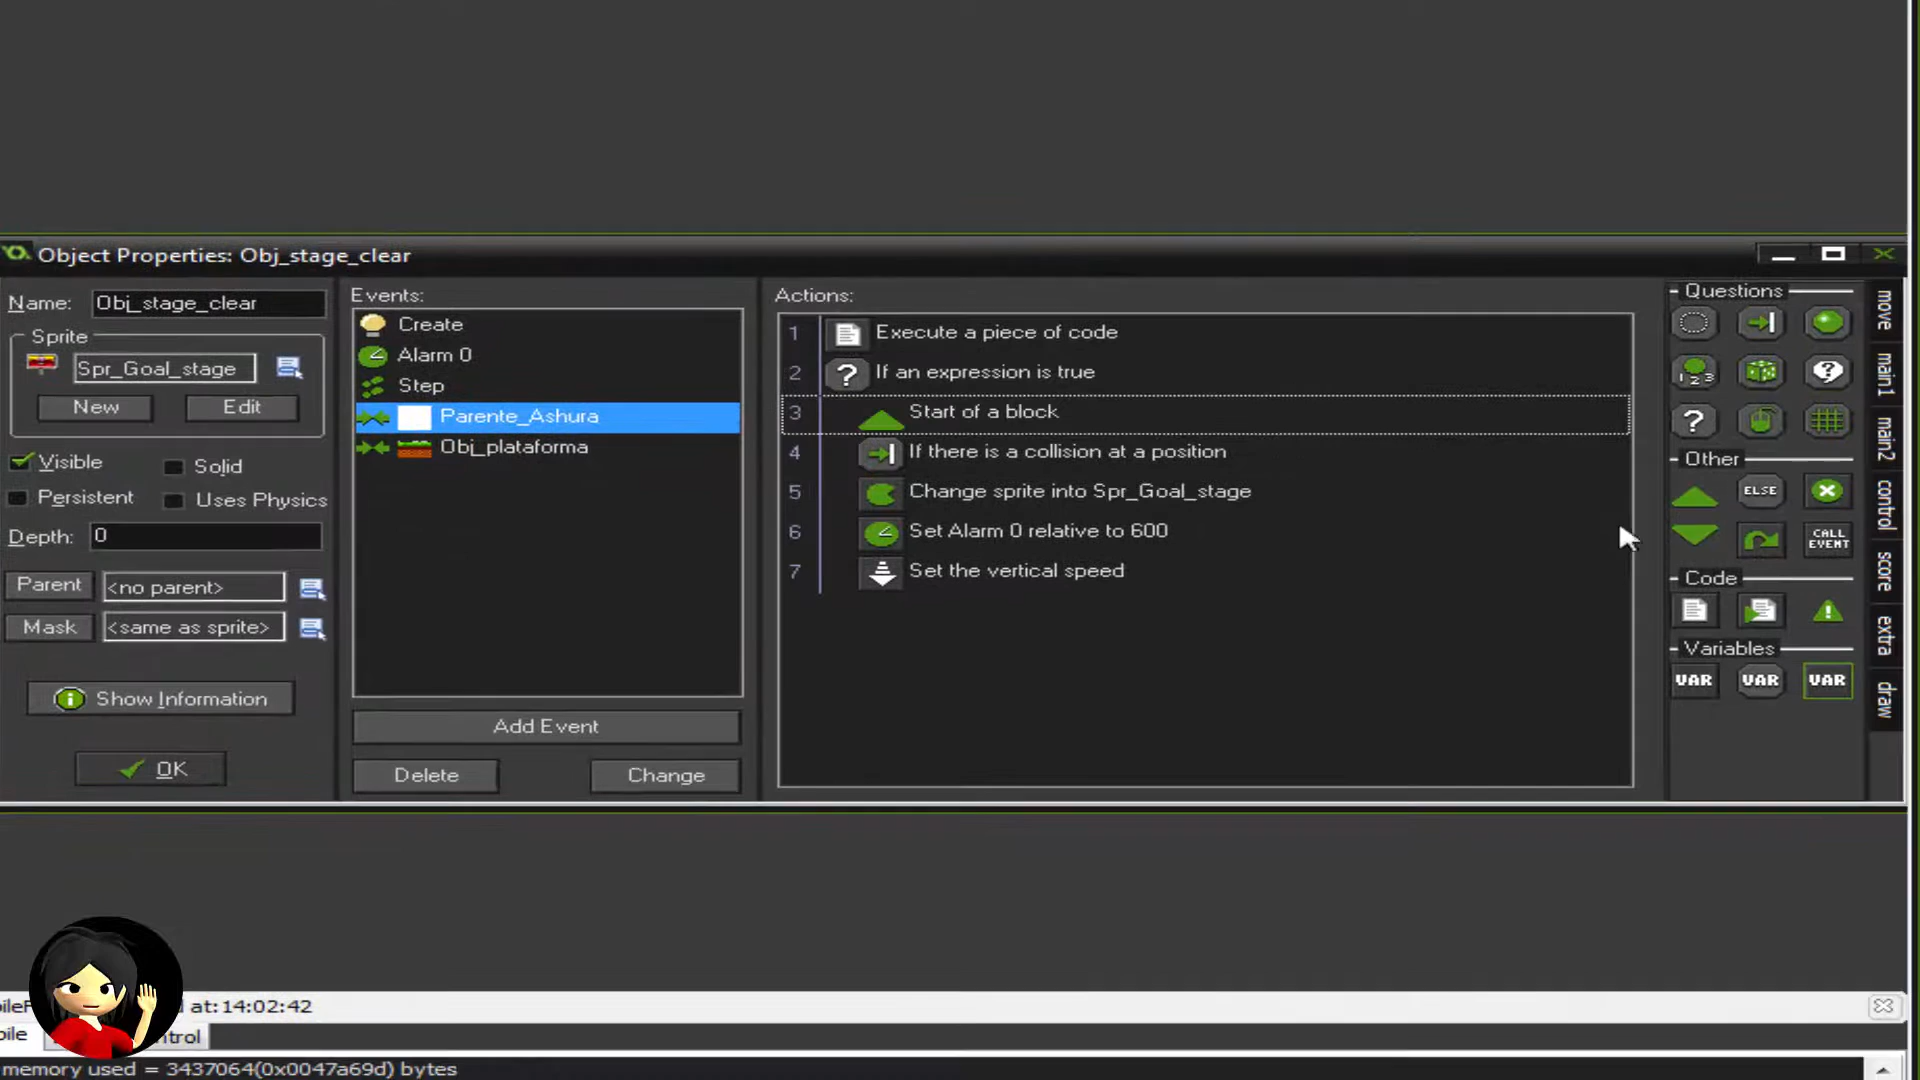 Object Properties: Obj_stage_clear
Name: Obj_stage_clear
Sprite
Spr_Goal_stage
New Edit
Visible Solid
Persistent Uses Physics
Depth: 0
Parent <no parent>
Mask <same as sprite>
Show Information
OK
Events:
Create
Alarm 0
Step
Parente_Ashura
Obj_plataforma
Add Event
Delete Change
Actions:
1 Execute a piece of code
2 If an expression is true
3 Start of a block
4 If there is a collision at a position
5 Change sprite into Spr_Goal_stage
6 Set Alarm 0 relative to 600
7 Set the vertical speed
Questions
1 2 3
Other
ELSE
CALL EVENT
Code
Variables
VAR VAR VAR
move
main1
main2
control
score
extra
draw
at:14:02:42
memory used = 3437064(0x0047a69d) bytes